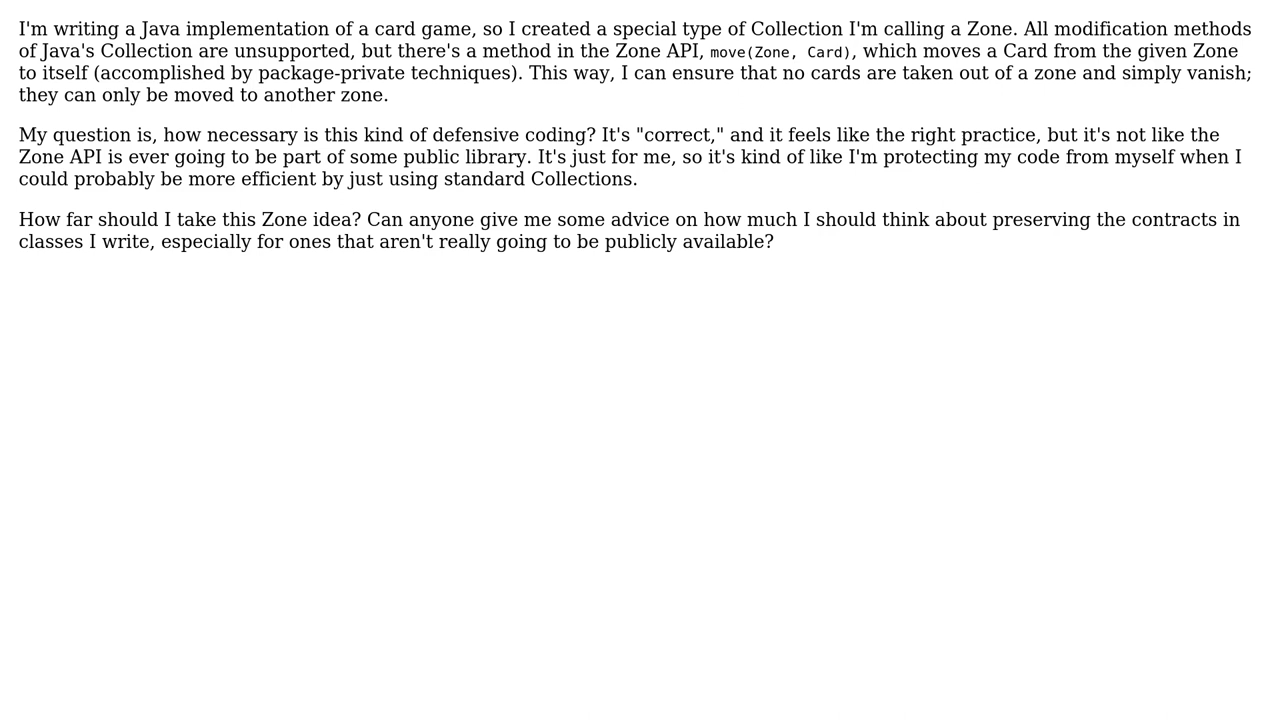 I'm writing a Java implementation of a card game, so I created a special type of Collection I'm calling a Zone. All modification methods
of Java's Collection are unsupported, but there's a method in the Zone API, move(Zone, Card), which moves a Card from the given Zone
to itself (accomplished by package-private techniques). This way, I can ensure that no cards are taken out of a zone and simply vanish;
they can only be moved to another zone.
My question is, how necessary is this kind of defensive coding? It's "correct," and it feels like the right practice, but it's not like the
Zone API is ever going to be part of some public library. It's just for me, so it's kind of like I'm protecting my code from myself when I
could probably be more efficient by just using standard Collections.
How far should I take this Zone idea? Can anyone give me some advice on how much I should think about preserving the contracts in
classes I write, especially for ones that aren't really going to be publicly available?